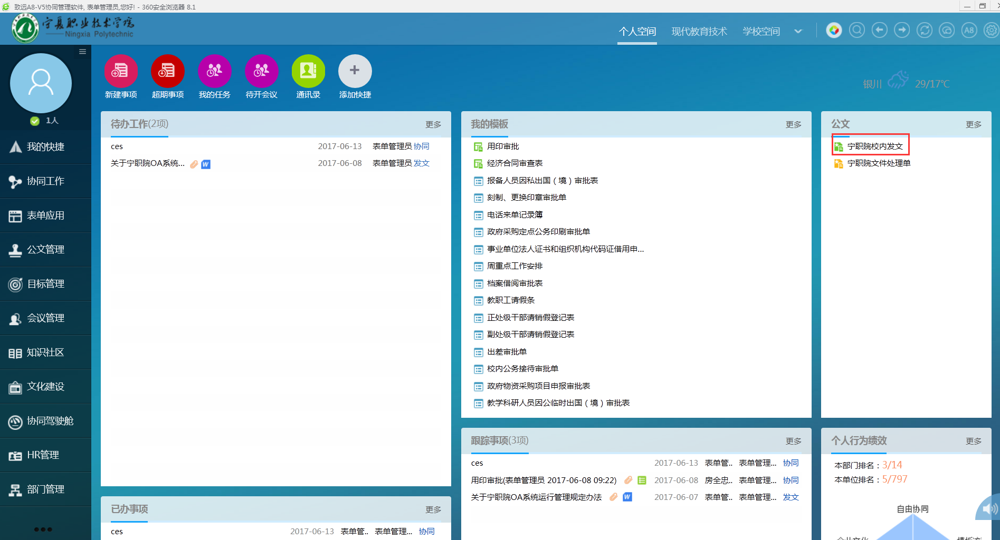 致远A8-V5协同管理软件, 表单管理员,您好! - 360安全浏览器 8.1
宁夏职业技术学院
Ningxia Polytechnic
个人空间 现代教育技术 学校空间 A8
1人
新建事项 超期事项 我的任务 待开会议 通讯录 添加快捷
银川 29/17℃
我的快捷
协同工作
表单应用
公文管理
目标管理
会议管理
知识社区
文化建设
协同驾驶舱
HR管理
部门管理
待办工作(2项) 更多
ces 2017-06-13 表单管理员 协同
关于宁职院OA系统... 2017-06-08 表单管理员 发文
已办事项 更多
ces 2017-06-13 表单管.. 表单管理... 协同
我的模板 更多
用印审批
经济合同审查表
报备人员因私出国（境）审批表
刻制、更换印章审批单
电话来单记录簿
政府采购定点公务印刷审批单
事业单位法人证书和组织机构代码证借用申...
周重点工作安排
档案借阅审批表
教职工请假条
正处级干部请销假登记表
副处级干部请销假登记表
出差审批单
校内公务接待审批单
政府物资采购项目申报审批表
教学科研人员因公临时出国（境）审批表
跟踪事项(3项) 更多
ces 2017-06-13 表单管.. 表单管理... 协同
用印审批(表单管理员 2017-06-08 09:22) 2017-06-08 房全忠.. 表单管理... 协同
关于宁职院OA系统运行管理规定办法 2017-06-07 表单管.. 表单管理... 发文
公文 更多
宁职院校内发文
宁职院文件处理单
个人行为绩效 更多
本部门排名：3/14
本单位排名：5/797
自由协同